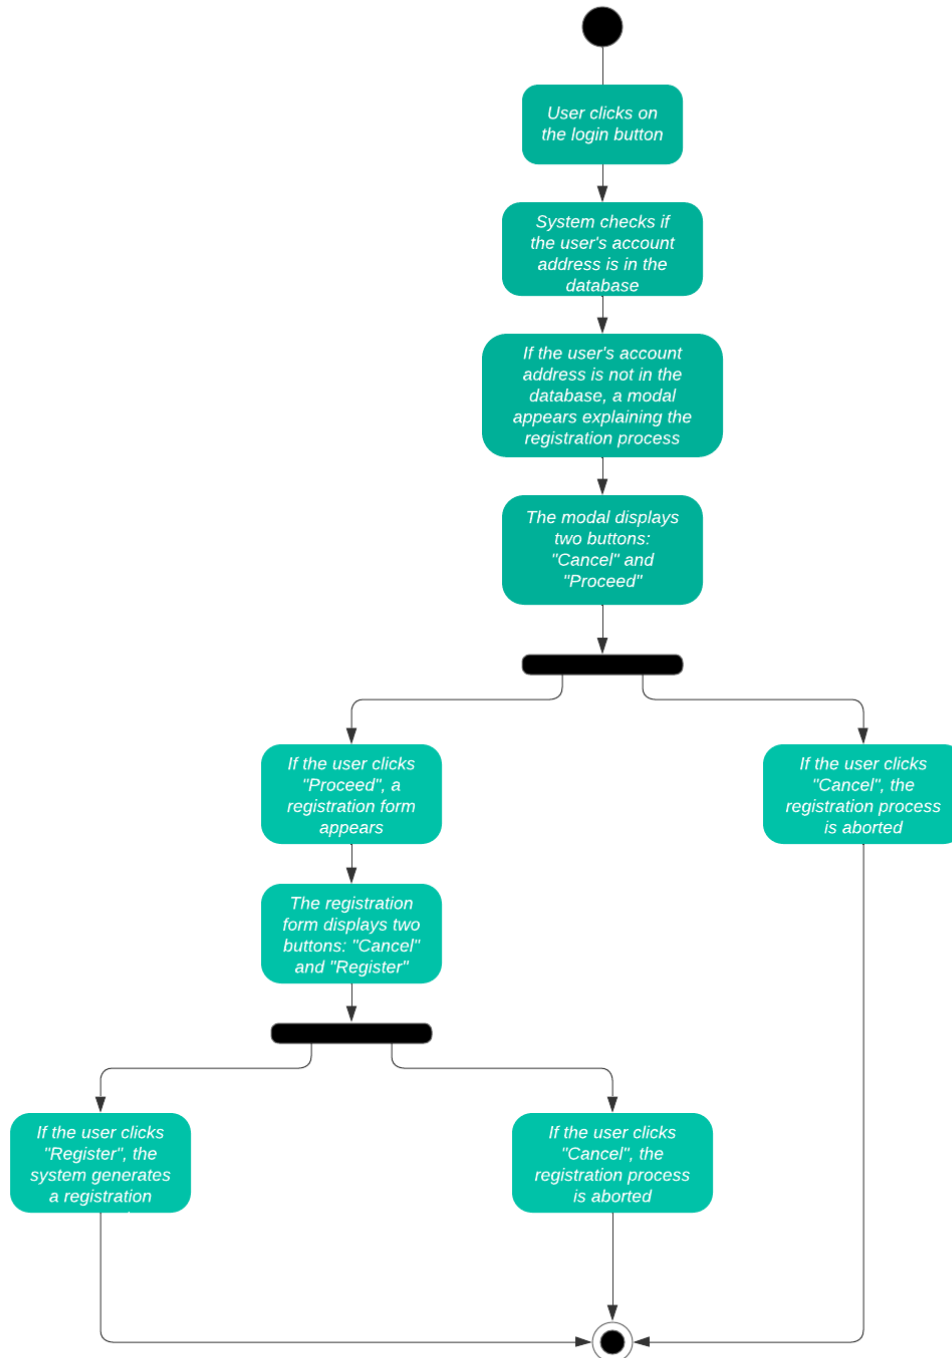 User clicks on
the login button
System checks if
the user's account
address is in the
database
If the user's account
address is not in the
database, a modal
appears explaining the
registration process
The modal displays
two buttons:
"Cancel" and
"Proceed"
If the user clicks
"Proceed", a
registration form
appears
If the user clicks
"Cancel", the
registration process
is aborted
The registration
form displays two
buttons: "Cancel"
and "Register"
If the user clicks
"Register", the
system generates
a registration
If the user clicks
"Cancel", the
registration process
is aborted